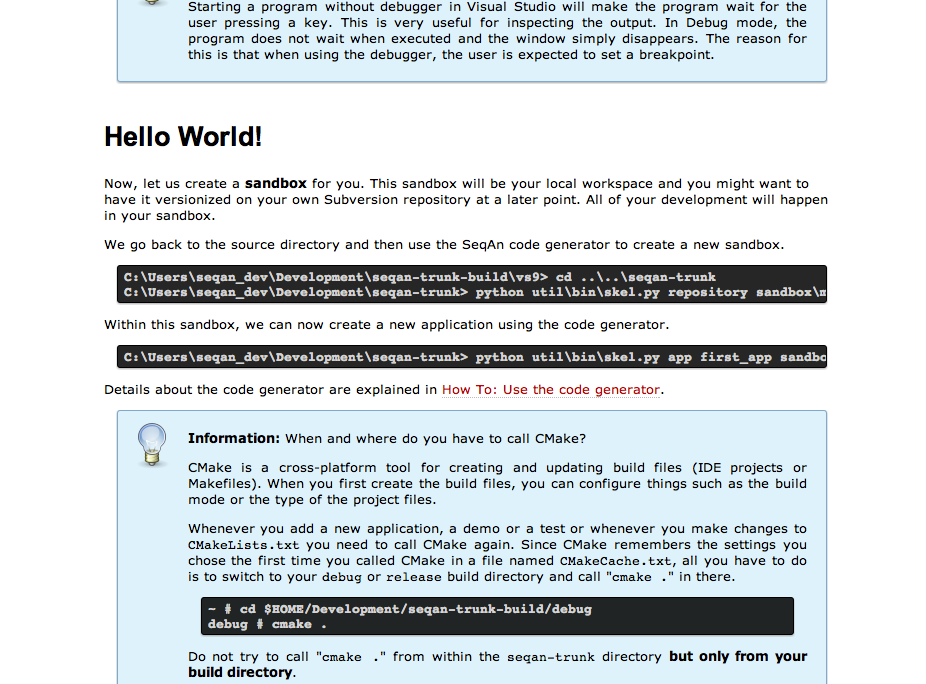 Starting a program without debugger in Visual Studio will make the program wait for the
user pressing a key. This is very useful for inspecting the output. In Debug mode, the
program does not wait when executed and the window simply disappears. The reason for
this is that when using the debugger, the user is expected to set a breakpoint.
Hello World!
Now, let us create a sandbox for you. This sandbox will be your local workspace and you might want to
have it versionized on your own Subversion repository at a later point. All of your development will happen
in your sandbox.
We go back to the source directory and then use the SeqAn code generator to create a new sandbox.
C:\Users\seqan_dev\Development\seqan-trunk-build\vs9> cd ..\..\seqan-trunk
C:\Users\seqan_dev\Development\seqan-trunk> python util\bin\skel.py repository sandbox\m
Within this sandbox, we can now create a new application using the code generator.
C:\Users\seqan_dev\Development\seqan-trunk> python util\bin\skel.py app first_app sandbo
Details about the code generator are explained in How To: Use the code generator.
Information: When and where do you have to call CMake?
CMake is a cross-platform tool for creating and updating build files (IDE projects or
Makefiles). When you first create the build files, you can configure things such as the build
mode or the type of the project files.
Whenever you add a new application, a demo or a test or whenever you make changes to
CMakeLists.txt you need to call CMake again. Since CMake remembers the settings you
chose the first time you called CMake in a file named CMakeCache.txt, all you have to do
is to switch to your debug or release build directory and call "cmake ." in there.
~ # cd $HOME/Development/seqan-trunk-build/debug
debug # cmake .
Do not try to call "cmake ." from within the seqan-trunk directory but only from your
build directory.